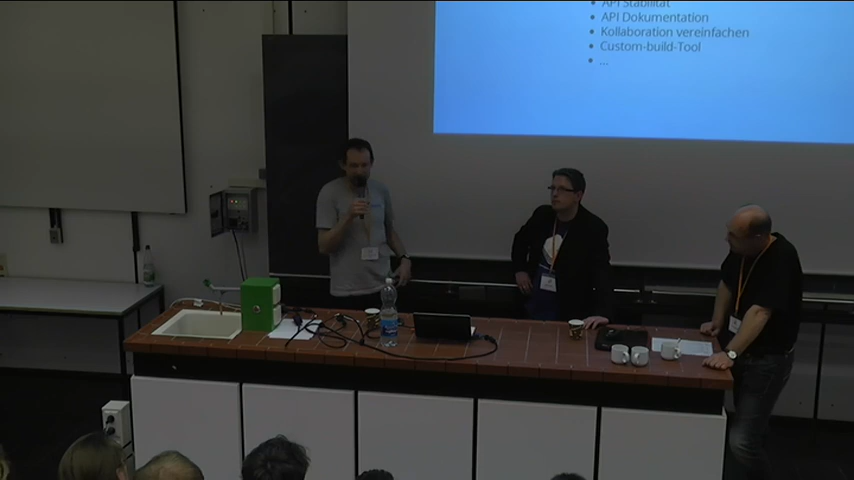 API Stabilität
API Dokumentation
Kollaboration vereinfachen
Custom-build-Tool
...